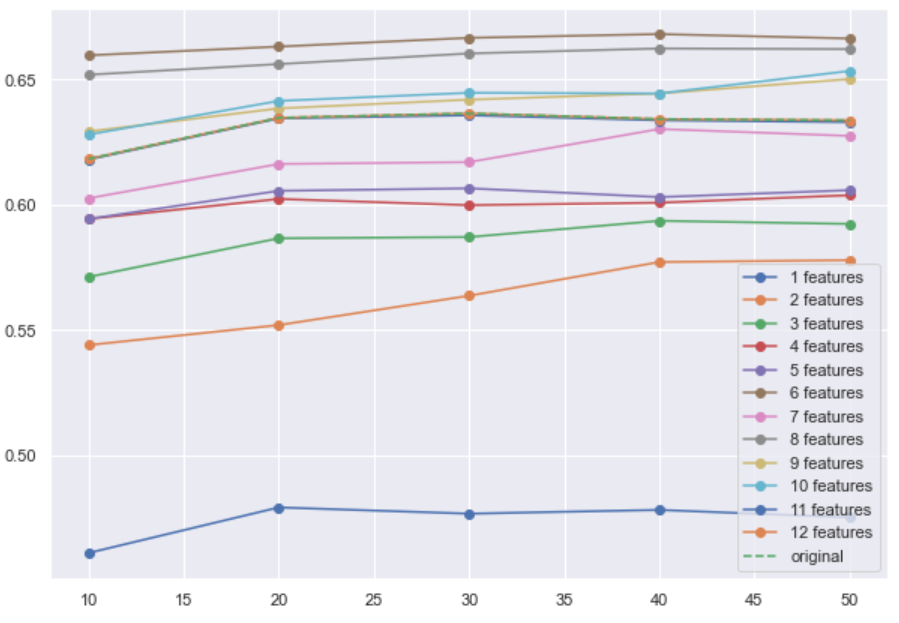 0.65
0.60
0.55
0.50
10 15 20 25 30 35 40 45 50
1 features
2 features
3 features
4 features
5 features
6 features
7 features
8 features
9 features
10 features
11 features
12 features
original